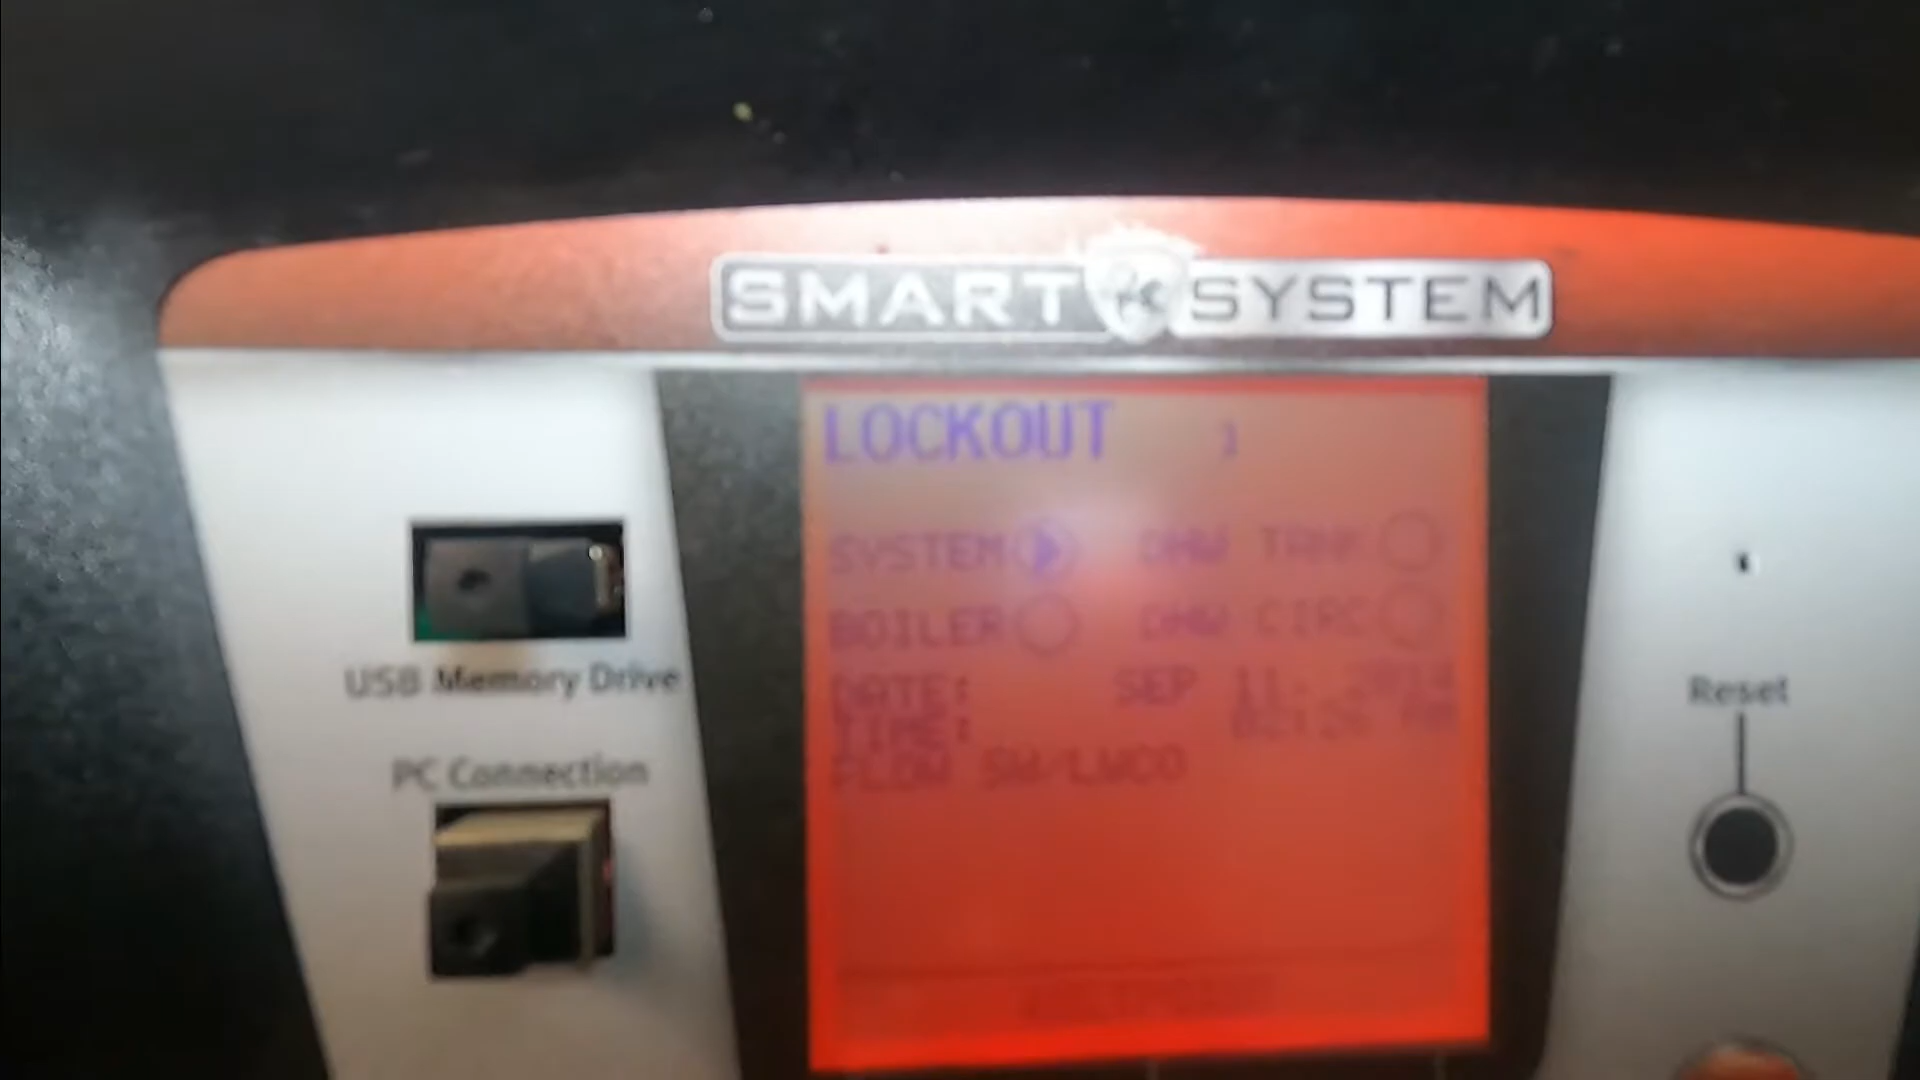 SMART SYSTEM
LOCKOUT 1
SYSTEM DHW TANK
BOILER DHW CIRC
DATE: SEP 11,
TIME:
FLOW SW/LWCO
USB Memory Drive
PC Connection
Reset